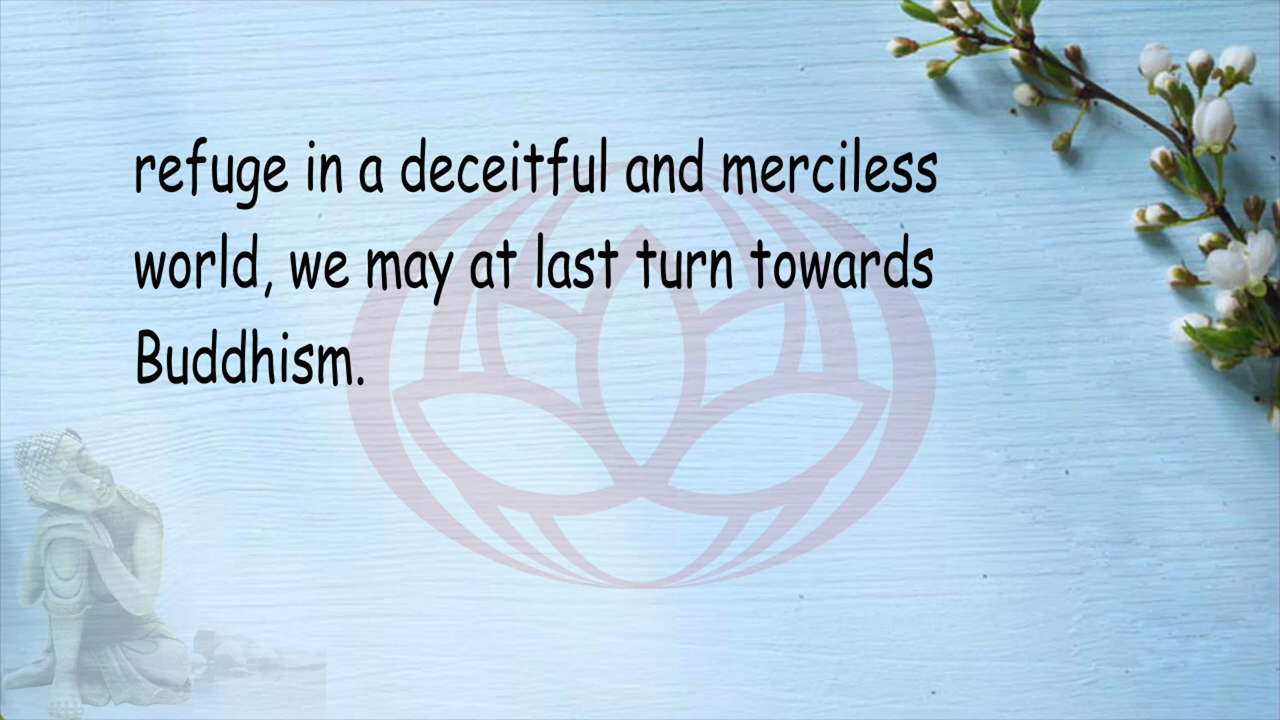 refuge in a deceitful and merciless
world, we may at last turn towards
Buddhism.